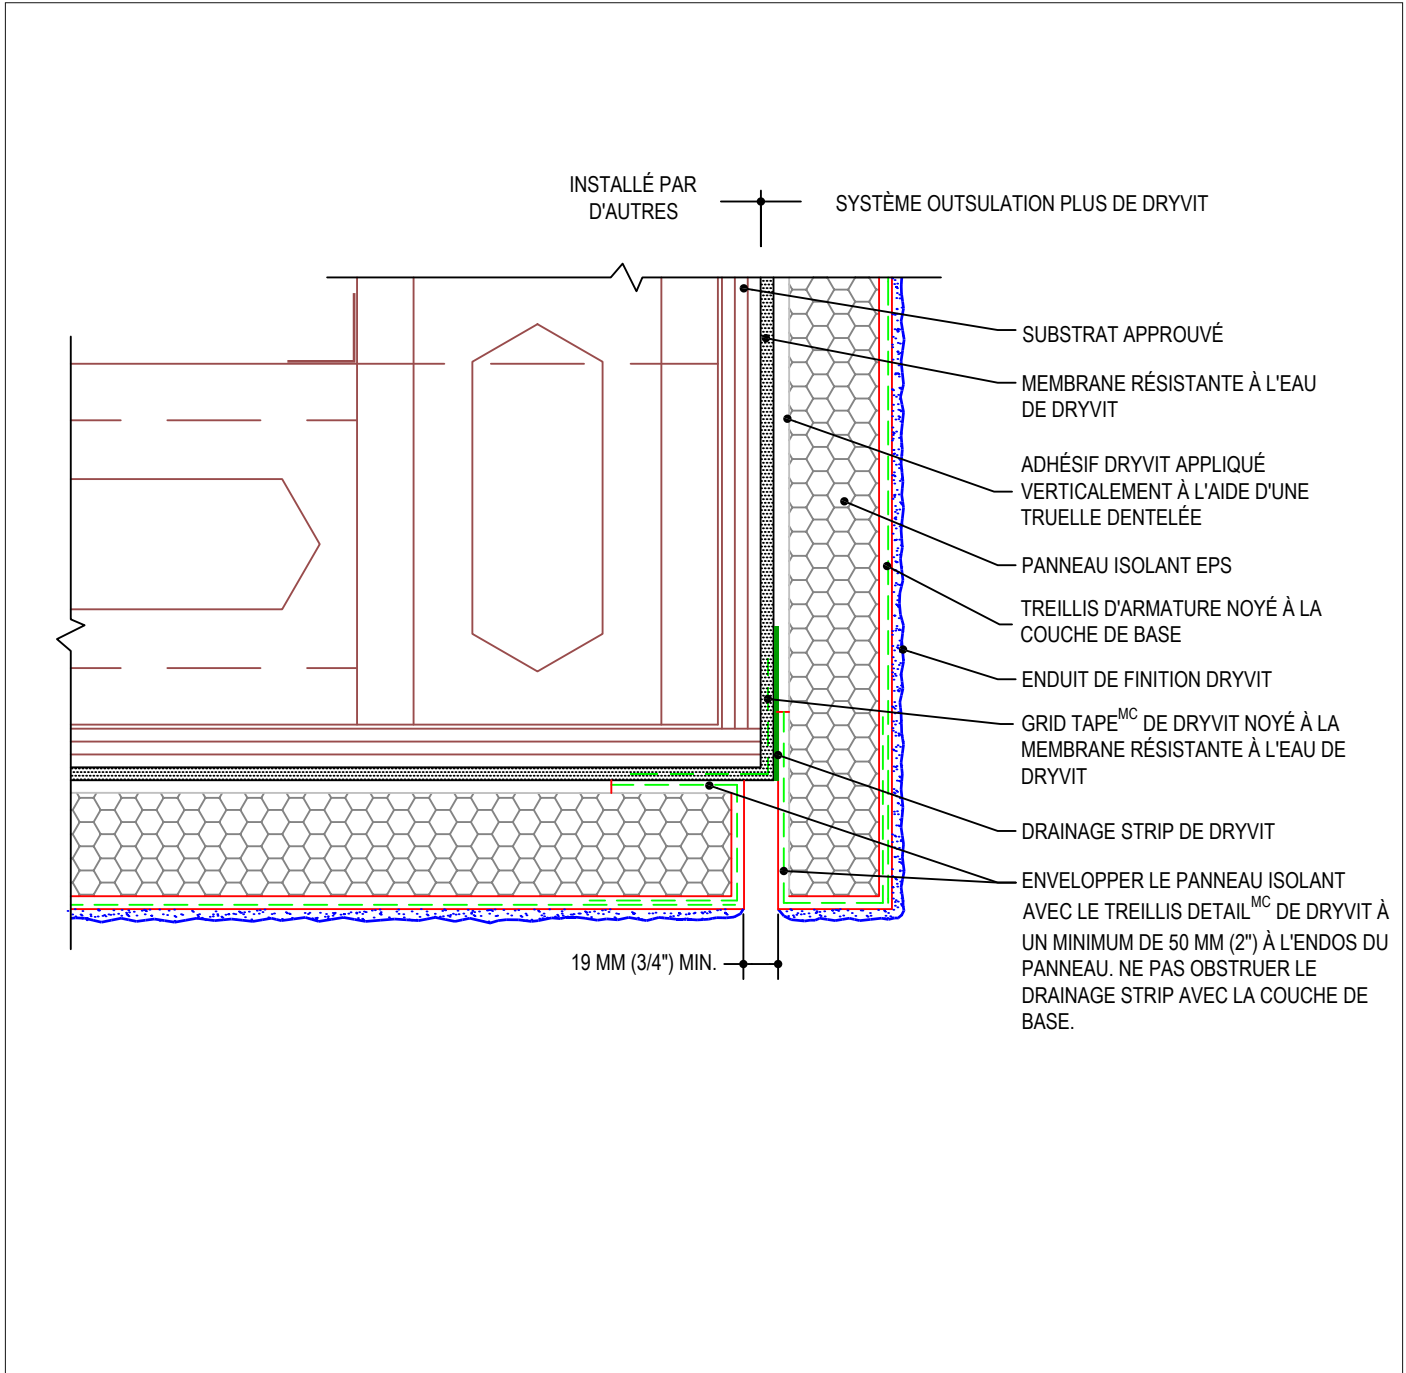 INSTALLÉ PAR
D'AUTRES
SYSTÈME OUTSULATION PLUS DE DRYVIT
SUBSTRAT APPROUVÉ
MEMBRANE RÉSISTANTE À L'EAU
DE DRYVIT
ADHÉSIF DRYVIT APPLIQUÉ
VERTICALEMENT À L'AIDE D'UNE
TRUELLE DENTELÉE
PANNEAU ISOLANT EPS
TREILLIS D'ARMATURE NOYÉ À LA
COUCHE DE BASE
ENDUIT DE FINITION DRYVIT
GRID TAPE^MC DE DRYVIT NOYÉ À LA
MEMBRANE RÉSISTANTE À L'EAU DE
DRYVIT
DRAINAGE STRIP DE DRYVIT
ENVELOPPER LE PANNEAU ISOLANT
AVEC LE TREILLIS DETAIL^MC DE DRYVIT À
UN MINIMUM DE 50 MM (2") À L'ENDOS DU
PANNEAU. NE PAS OBSTRUER LE
DRAINAGE STRIP AVEC LA COUCHE DE
BASE.
19 MM (3/4") MIN.